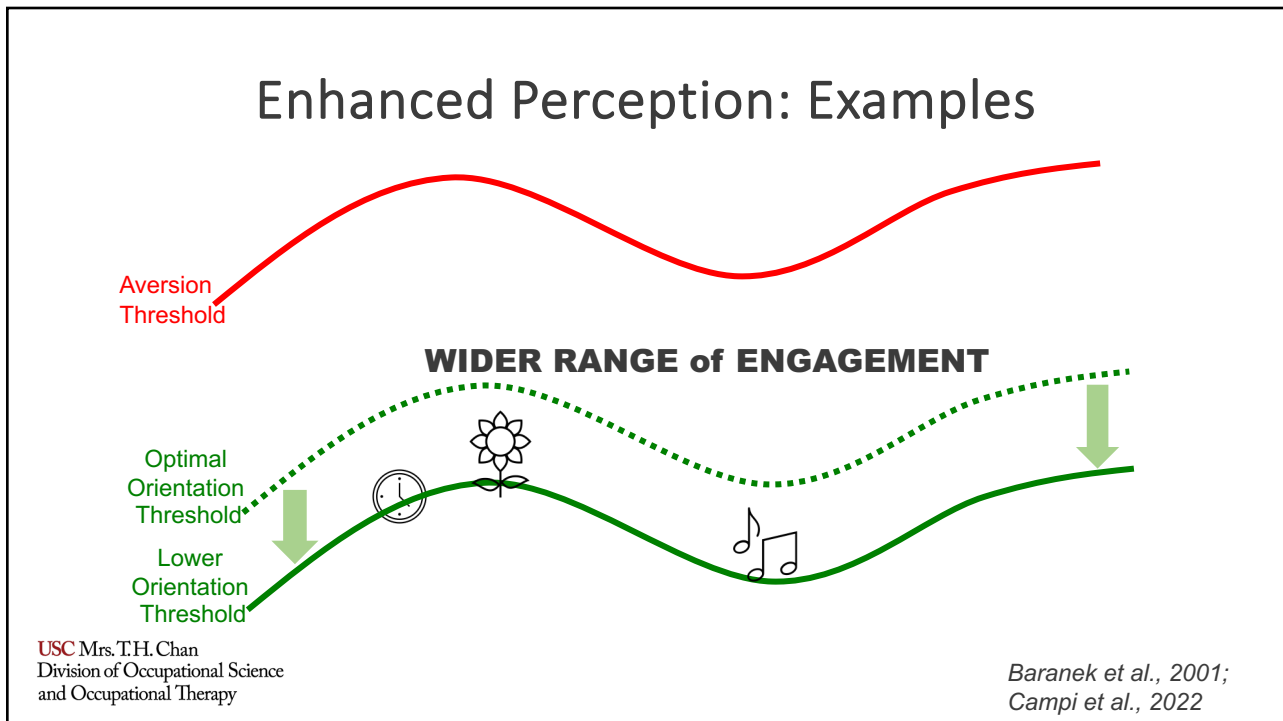 Enhanced Perception: Examples
Aversion
Threshold
WIDER RANGE of ENGAGEMENT
Optimal
Orientation
Threshold
Lower
Orientation
Threshold
USC Mrs. T.H. Chan
Division of Occupational Science
and Occupational Therapy
Baranek et al., 2001;
Campi et al., 2022